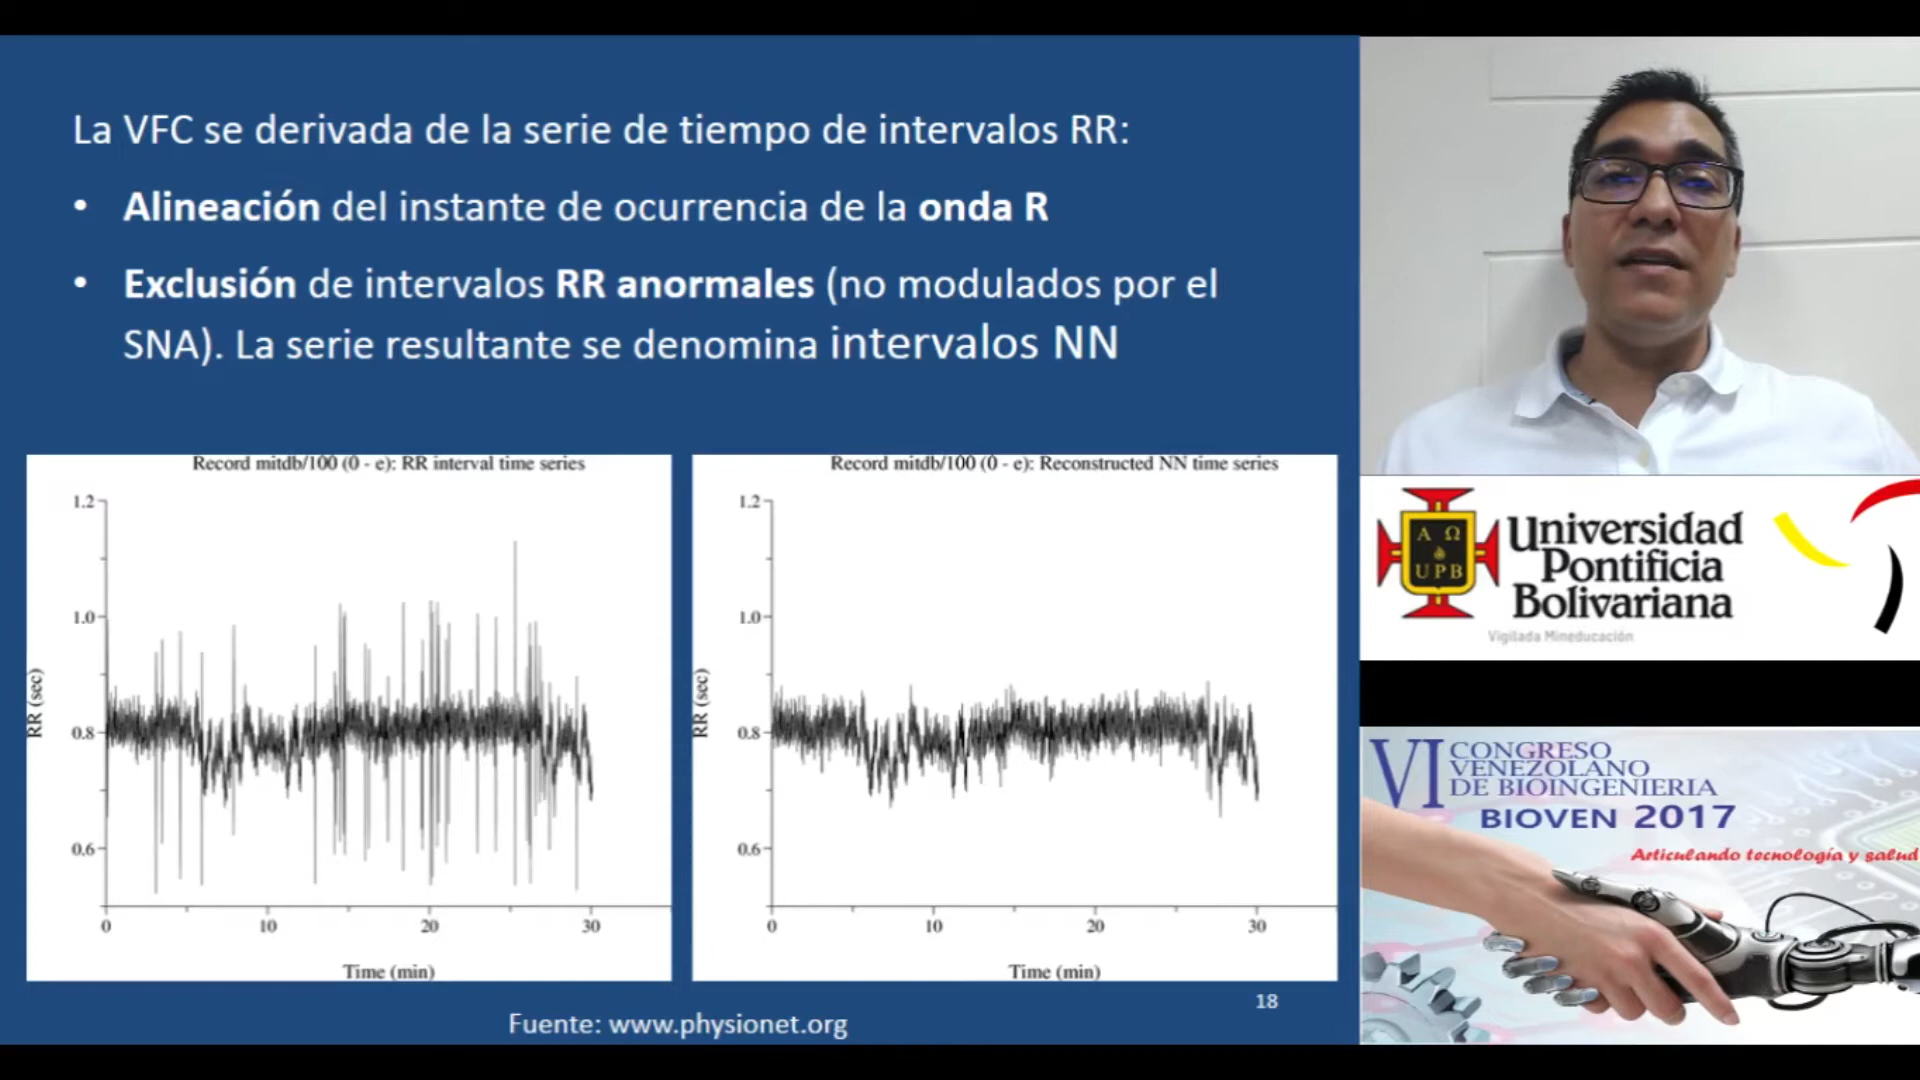 La VFC se derivada de la serie de tiempo de intervalos RR:
• Alineación del instante de ocurrencia de la onda R
• Exclusión de intervalos RR anormales (no modulados por el
SNA). La serie resultante se denomina intervalos NN
Record mitdb/100 (0 - e): RR interval time series
1.2
1.0
0.8
0.6
RR (sec)
0
10
20
30
Time (min)
Record mitdb/100 (0 - e): Reconstructed NN time series
1.2
1.0
0.8
0.6
RR (sec)
0
10
20
30
Time (min)
18
Fuente: www.physionet.org
Α Ω
UPB
Universidad
Pontificia
Bolivariana
Vigilada Mineducación
VI CONGRESO
VENEZOLANO
DE BIOINGENIERIA
BIOVEN 2017
Articulando tecnología y salud